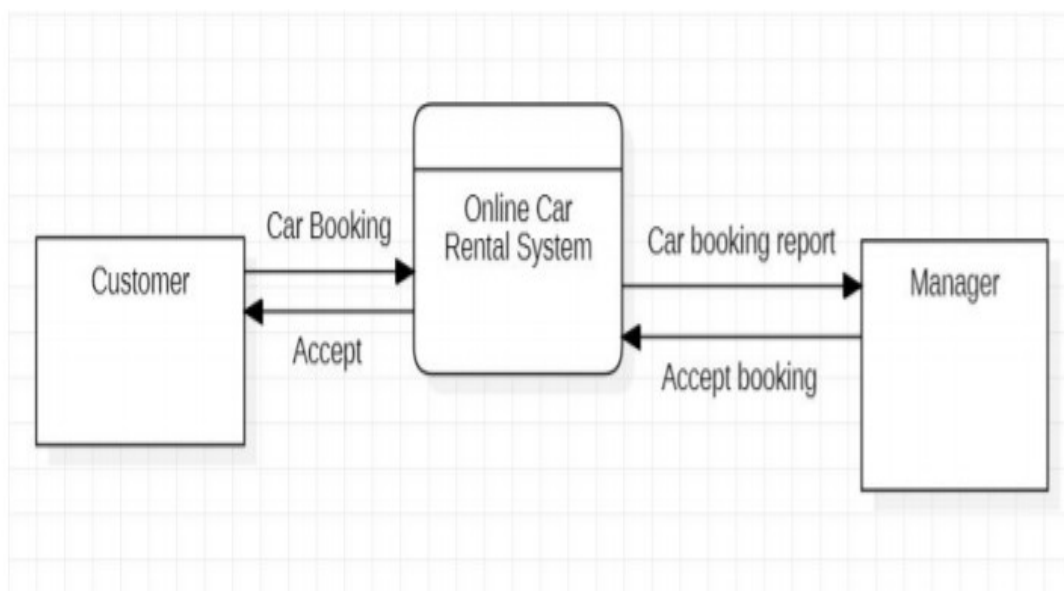 Customer
Car Booking
Accept
Online Car
Rental System
Car booking report
Accept booking
Manager